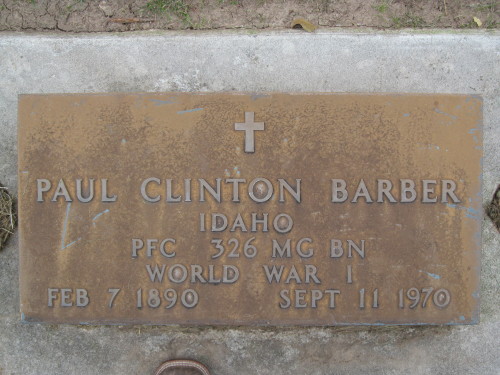 PAUL CLINTON BARBER
IDAHO
PFC 326 MG BN
WORLD WAR I
FEB 7 1890 SEPT 11 1970